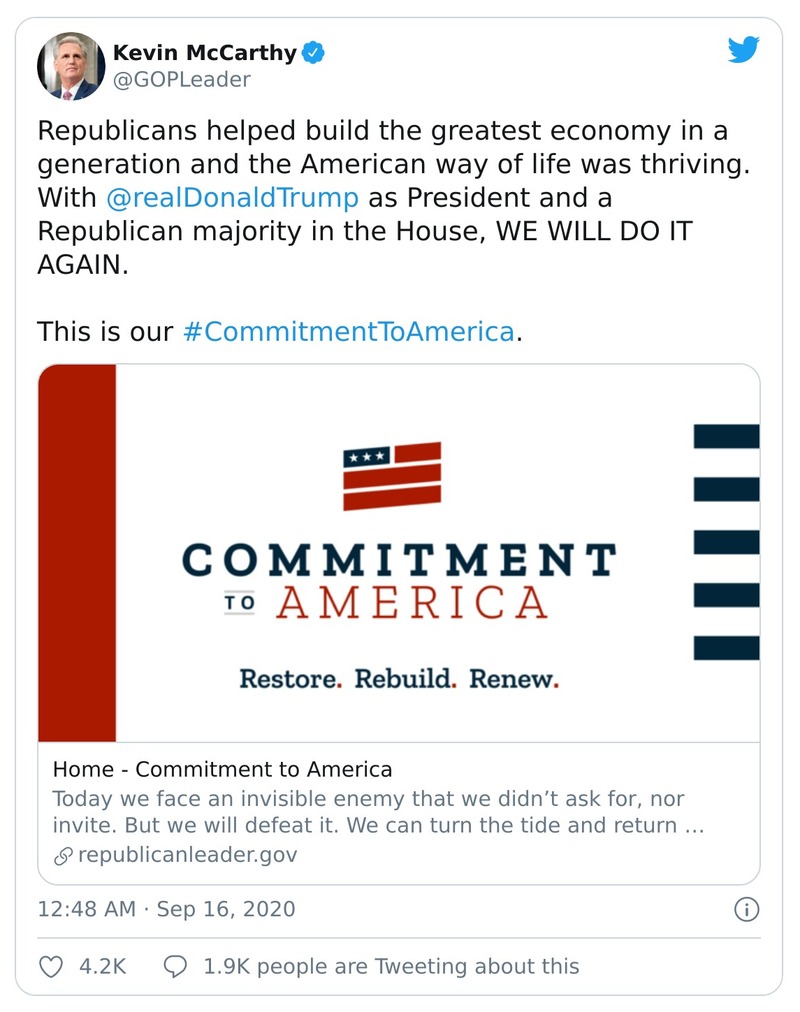 Kevin McCarthy
@GOPLeader
Republicans helped build the greatest economy in a
generation and the American way of life was thriving.
With @realDonaldTrump as President and a
Republican majority in the House, WE WILL DO IT
AGAIN.
This is our #CommitmentToAmerica.
COMMITMENT
TO AMERICA
Restore. Rebuild. Renew.
Home - Commitment to America
Today we face an invisible enemy that we didn’t ask for, nor
invite. But we will defeat it. We can turn the tide and return …
republicanleader.gov
12:48 AM · Sep 16, 2020
4.2K 1.9K people are Tweeting about this